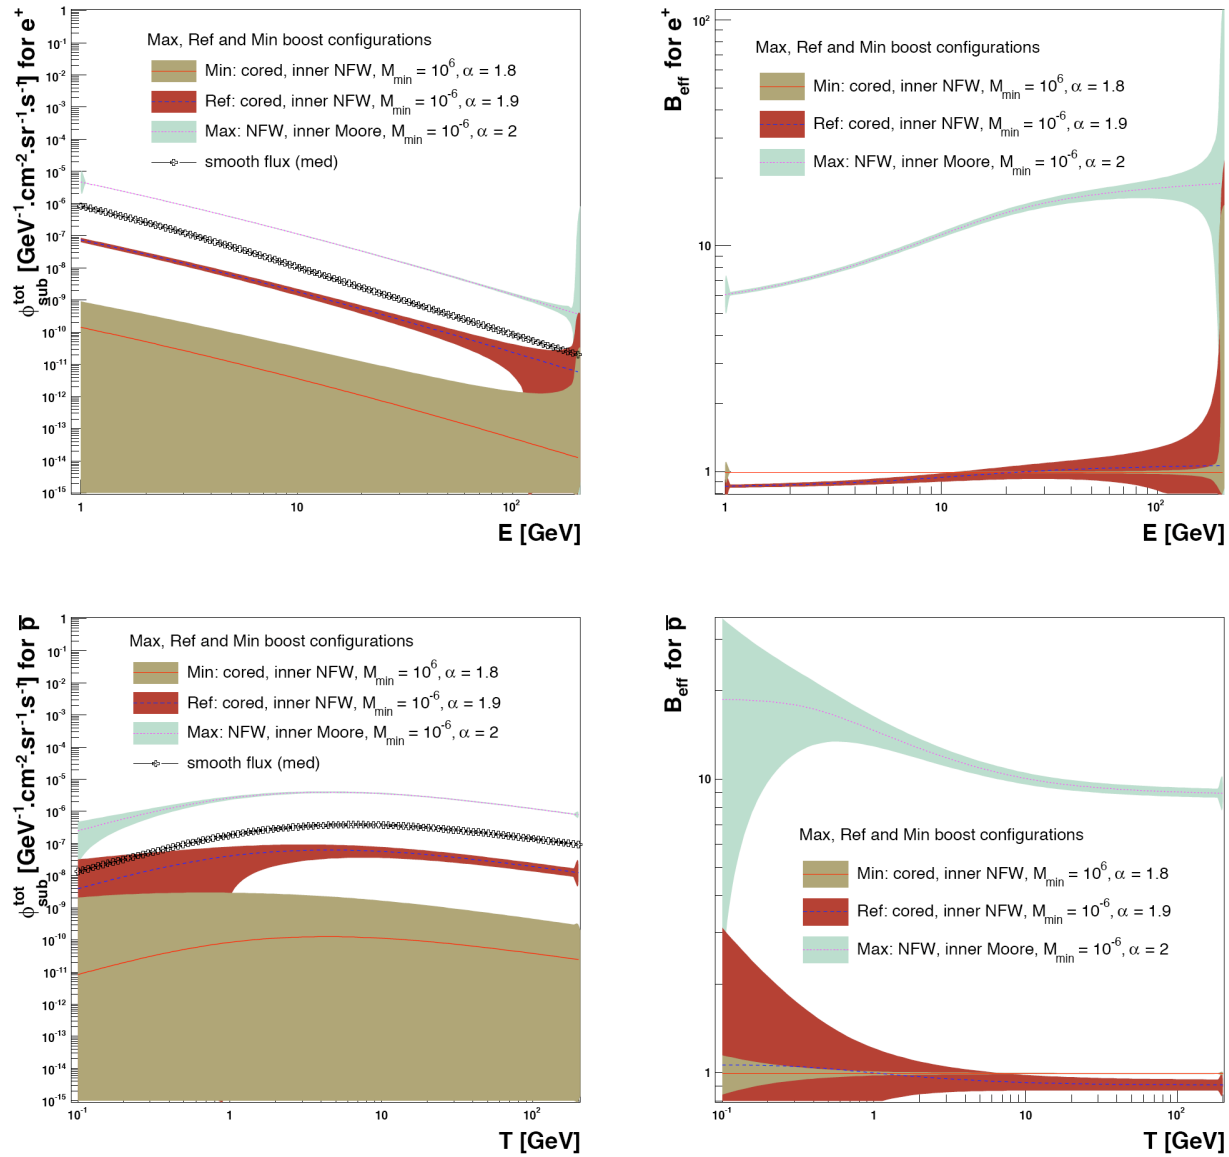 ϕ_sub^tot [GeV⁻¹.cm⁻².sr⁻¹.s⁻¹] for e⁺
1
10⁻¹
10⁻²
10⁻³
10⁻⁴
10⁻⁵
10⁻⁶
10⁻⁷
10⁻⁸
10⁻⁹
10⁻¹⁰
10⁻¹¹
10⁻¹²
10⁻¹³
10⁻¹⁴
10⁻¹⁵
Max, Ref and Min boost configurations
Min: cored, inner NFW, M_min = 10⁶, α = 1.8
Ref: cored, inner NFW, M_min = 10⁻⁶, α = 1.9
Max: NFW, inner Moore, M_min = 10⁻⁶, α = 2
smooth flux (med)
1 10 10²
E [GeV]
B_eff for e⁺
10²
10
1
Max, Ref and Min boost configurations
Min: cored, inner NFW, M_min = 10⁶, α = 1.8
Ref: cored, inner NFW, M_min = 10⁻⁶, α = 1.9
Max: NFW, inner Moore, M_min = 10⁻⁶, α = 2
1 10 10²
E [GeV]
ϕ_sub^tot [GeV⁻¹.cm⁻².sr⁻¹.s⁻¹] for p̅
1
10⁻¹
10⁻²
10⁻³
10⁻⁴
10⁻⁵
10⁻⁶
10⁻⁷
10⁻⁸
10⁻⁹
10⁻¹⁰
10⁻¹¹
10⁻¹²
10⁻¹³
10⁻¹⁴
10⁻¹⁵
Max, Ref and Min boost configurations
Min: cored, inner NFW, M_min = 10⁶, α = 1.8
Ref: cored, inner NFW, M_min = 10⁻⁶, α = 1.9
Max: NFW, inner Moore, M_min = 10⁻⁶, α = 2
smooth flux (med)
10⁻¹ 1 10 10²
T [GeV]
B_eff for p̅
10
1
Max, Ref and Min boost configurations
Min: cored, inner NFW, M_min = 10⁶, α = 1.8
Ref: cored, inner NFW, M_min = 10⁻⁶, α = 1.9
Max: NFW, inner Moore, M_min = 10⁻⁶, α = 2
10⁻¹ 1 10 10²
T [GeV]